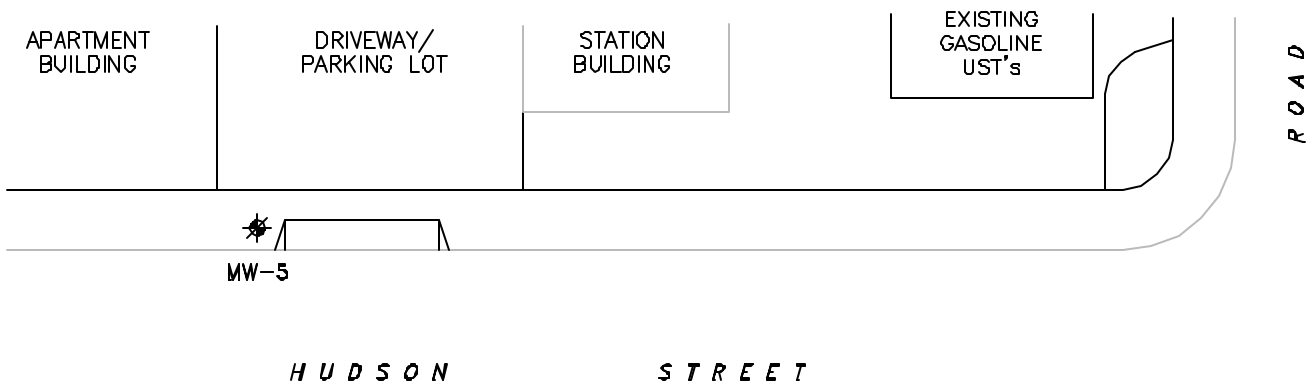 APARTMENT
BUILDING
DRIVEWAY/
PARKING LOT
STATION
BUILDING
EXISTING
GASOLINE
UST's
ROAD
MW-5
HUDSON STREET